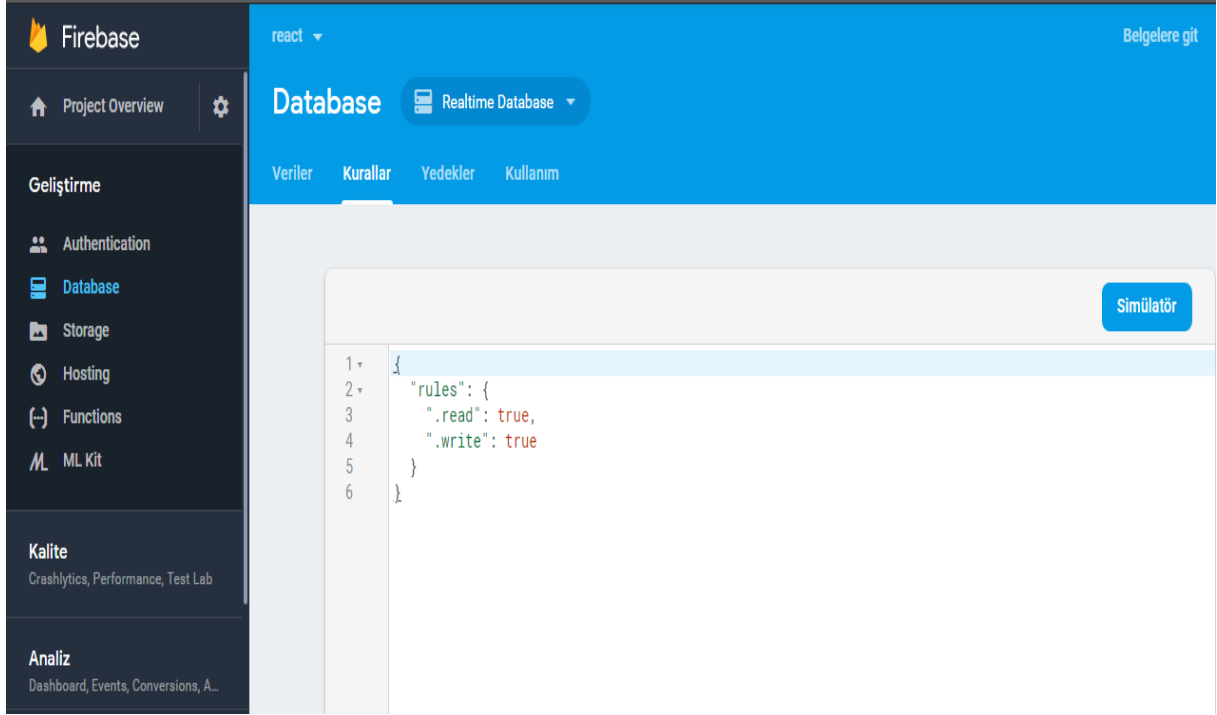 Firebase
react
Belgelere git
Project Overview
Database
Realtime Database
Veriler Kurallar Yedekler Kullanım
Geliştirme
Authentication
Database
Storage
Hosting
Functions
ML Kit
Kalite
Crashlytics, Performance, Test Lab
Analiz
Dashboard, Events, Conversions, A...
Simülatör
1 {
2 "rules": {
3 ".read": true,
4 ".write": true
5 }
6 }